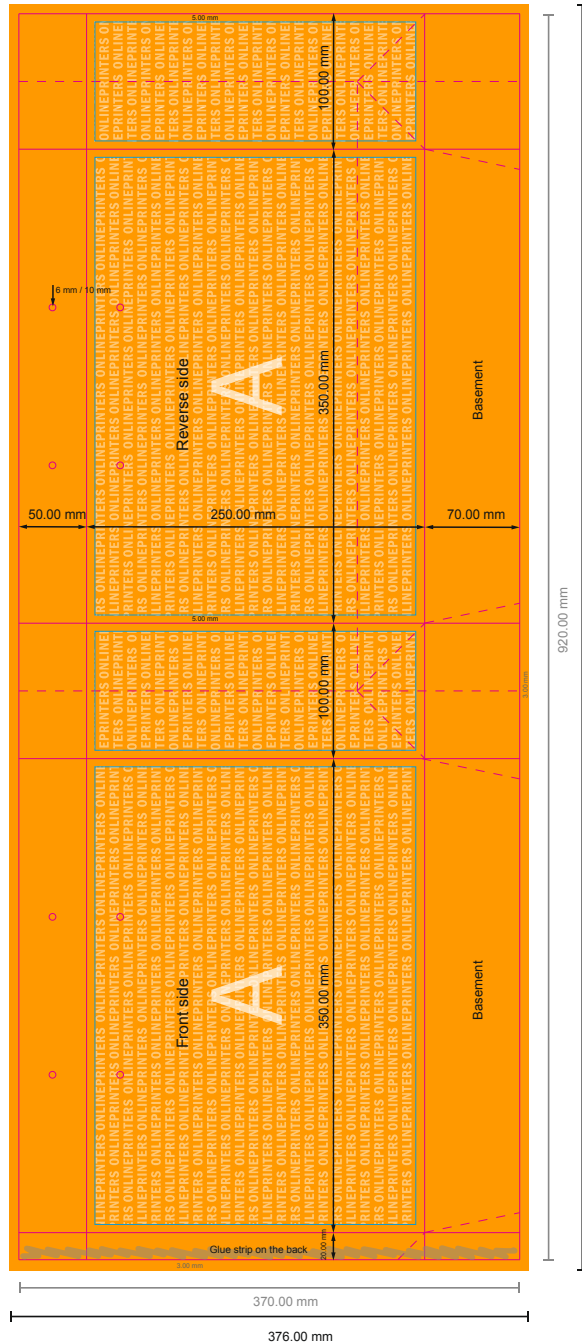 5.00 mm
100.00 mm
6 mm / 10 mm
Reverse side
A
350.00 mm
Basement
50.00 mm
250.00 mm
70.00 mm
5.00 mm
920.00 mm
3.00 mm
100.00 mm
Front side
A
350.00 mm
Basement
Glue strip on the back
20.00 mm
3.00 mm
370.00 mm
376.00 mm
ONLINEPRINTERS ONLINEPRINTERS ONLINEPRINTERS